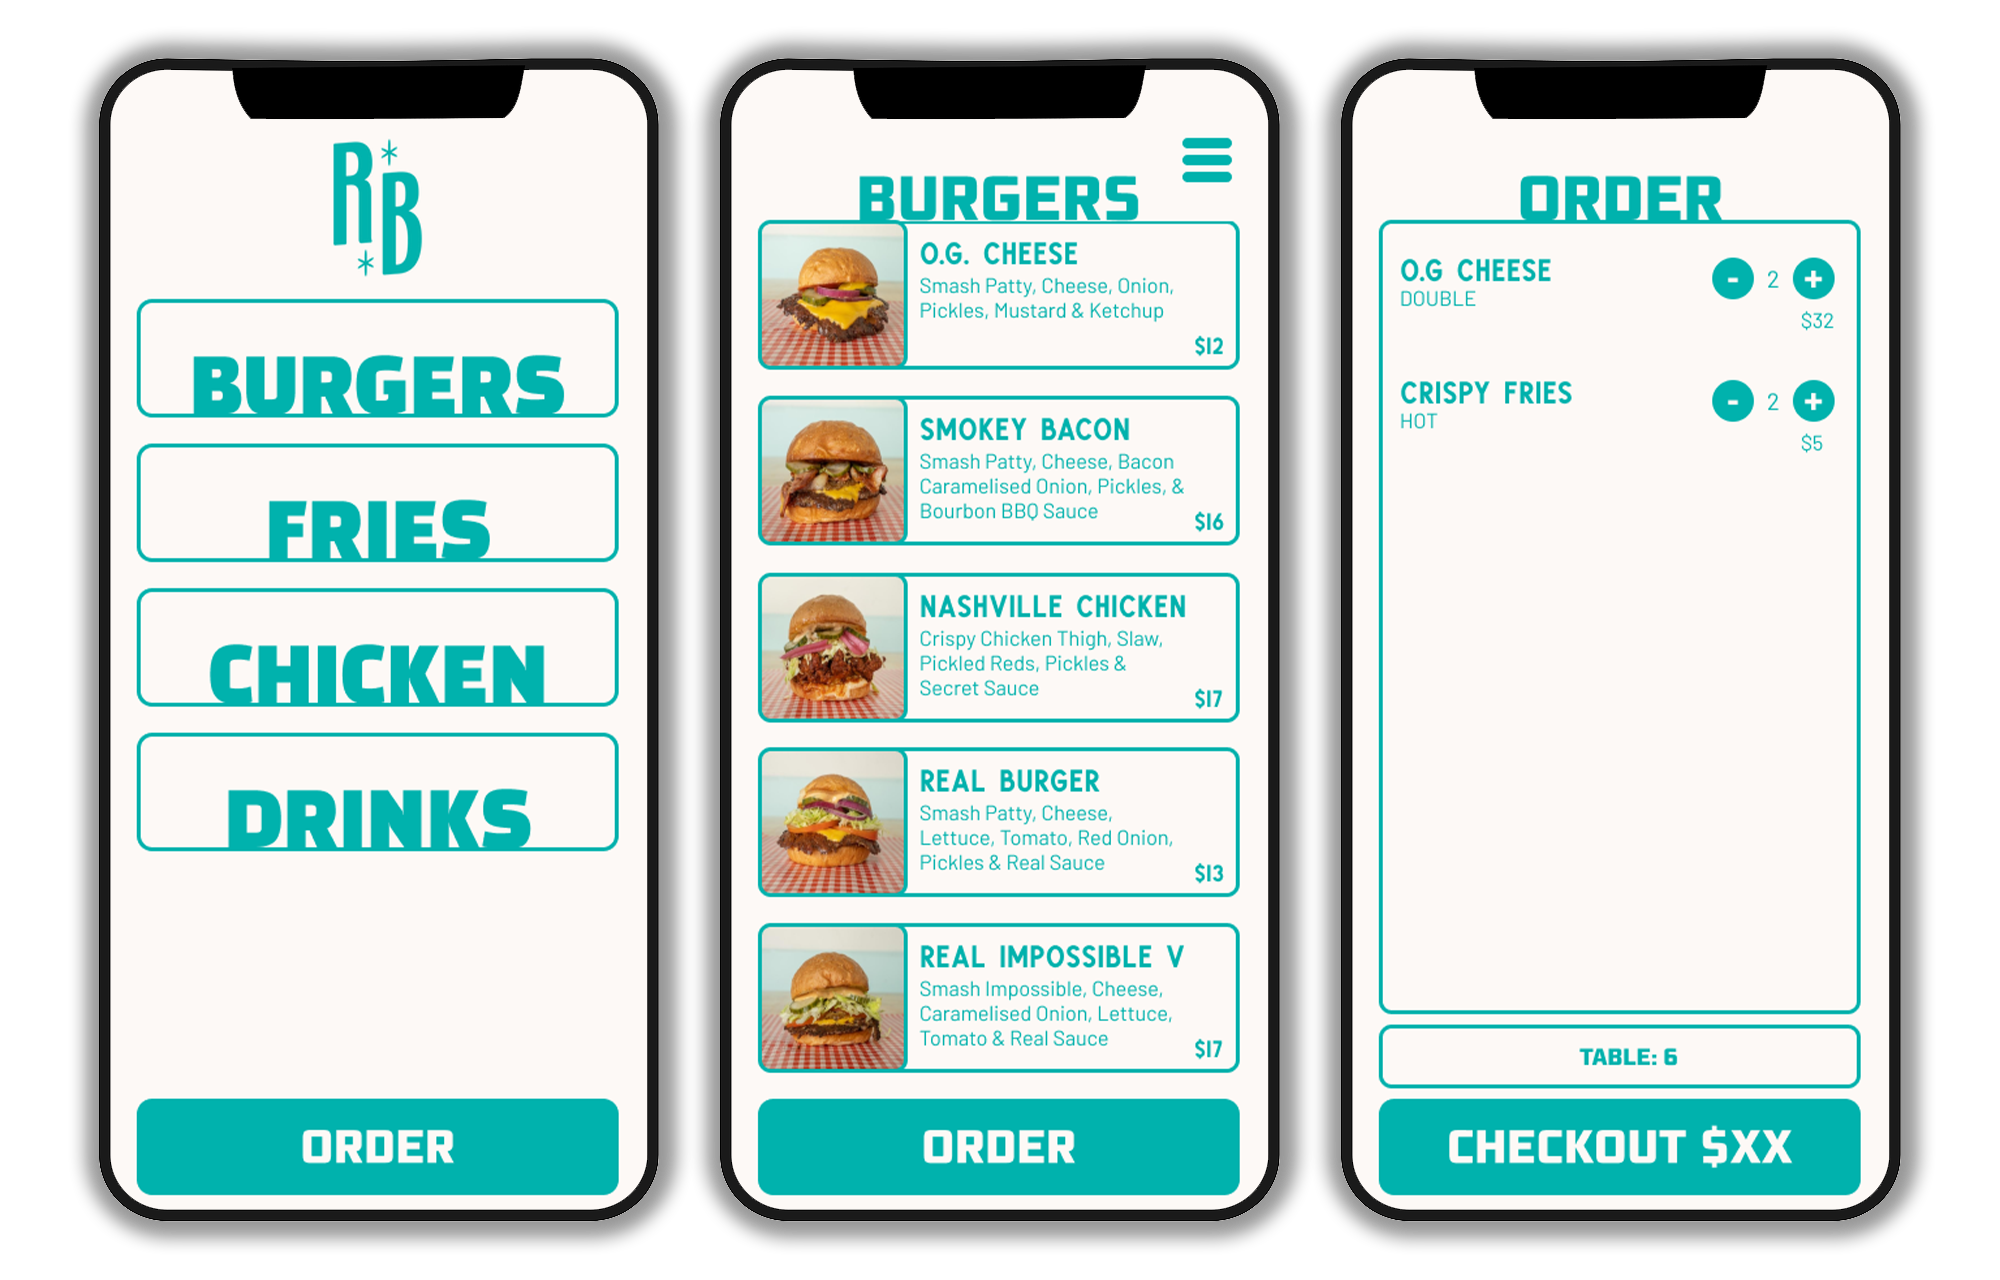 R
B
BURGERS
FRIES
CHICKEN
DRINKS
ORDER
BURGERS
O.G. CHEESE
Smash Patty, Cheese, Onion,
Pickles, Mustard & Ketchup
$12
SMOKEY BACON
Smash Patty, Cheese, Bacon
Caramelised Onion, Pickles, &
Bourbon BBQ Sauce
$16
NASHVILLE CHICKEN
Crispy Chicken Thigh, Slaw,
Pickled Reds, Pickles &
Secret Sauce
$17
REAL BURGER
Smash Patty, Cheese,
Lettuce, Tomato, Red Onion,
Pickles & Real Sauce
$13
REAL IMPOSSIBLE V
Smash Impossible, Cheese,
Caramelised Onion, Lettuce,
Tomato & Real Sauce
$17
ORDER
ORDER
O.G CHEESE - 2 +
DOUBLE
$32
CRISPY FRIES - 2 +
HOT
$5
TABLE: 6
CHECKOUT $XX